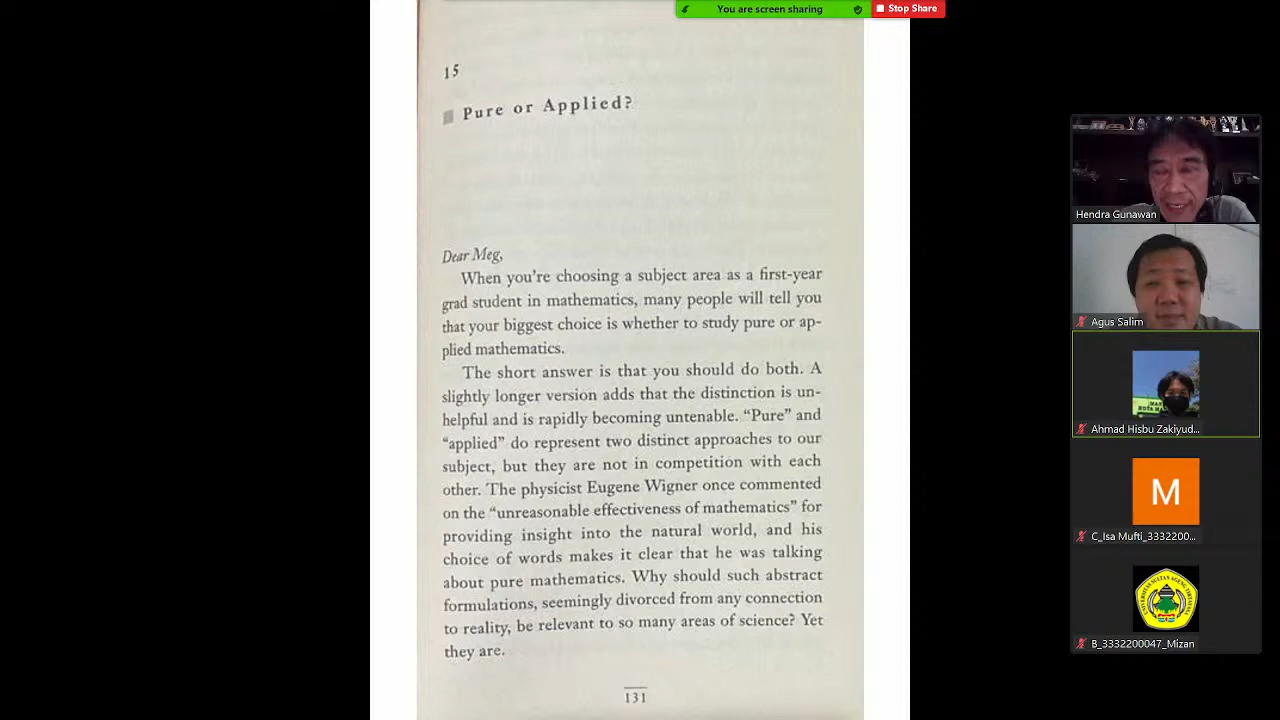 You are screen sharing
Stop Share
15
Pure or Applied?
Dear Meg,
When you're choosing a subject area as a first-year
grad student in mathematics, many people will tell you
that your biggest choice is whether to study pure or ap-
plied mathematics.
The short answer is that you should do both. A
slightly longer version adds that the distinction is un-
helpful and is rapidly becoming untenable. “Pure” and
“applied” do represent two distinct approaches to our
subject, but they are not in competition with each
other. The physicist Eugene Wigner once commented
on the “unreasonable effectiveness of mathematics” for
providing insight into the natural world, and his
choice of words makes it clear that he was talking
about pure mathematics. Why should such abstract
formulations, seemingly divorced from any connection
to reality, be relevant to so many areas of science? Yet
they are.
131
Hendra Gunawan
Agus Salim
Ahmad Hisbu Zakiyud...
M
C_Isa Mufti_3332200...
B_3332200047_Mizan